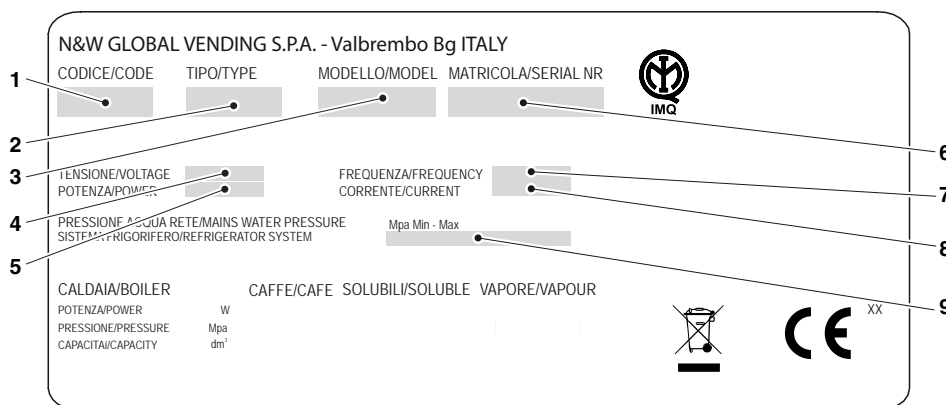 N&W GLOBAL VENDING S.P.A. - Valbrembo Bg ITALY
CODICE/CODE TIPO/TYPE MODELLO/MODEL MATRICOLA/SERIAL NR
IMQ
1
2
3
4
5
6
7
8
9
TENSIONE/VOLTAGE FREQUENZA/FREQUENCY
POTENZA/POWER CORRENTE/CURRENT
PRESSIONE ACQUA RETE/MAINS WATER PRESSURE Mpa Min - Max
SISTEMA FRIGORIFERO/REFRIGERATOR SYSTEM
CALDAIA/BOILER CAFFE/CAFE SOLUBILI/SOLUBLE VAPORE/VAPOUR
POTENZA/POWER W
PRESSIONE/PRESSURE Mpa
CAPACITAI/CAPACITY dm³
CE XX